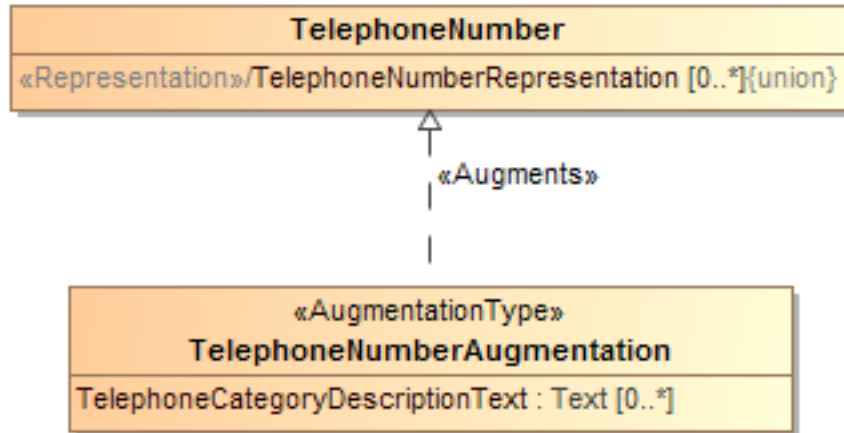 TelephoneNumber
«Representation»/TelephoneNumberRepresentation [0..*]{union}
«Augments»
«AugmentationType»
TelephoneNumberAugmentation
TelephoneCategoryDescriptionText : Text [0..*]